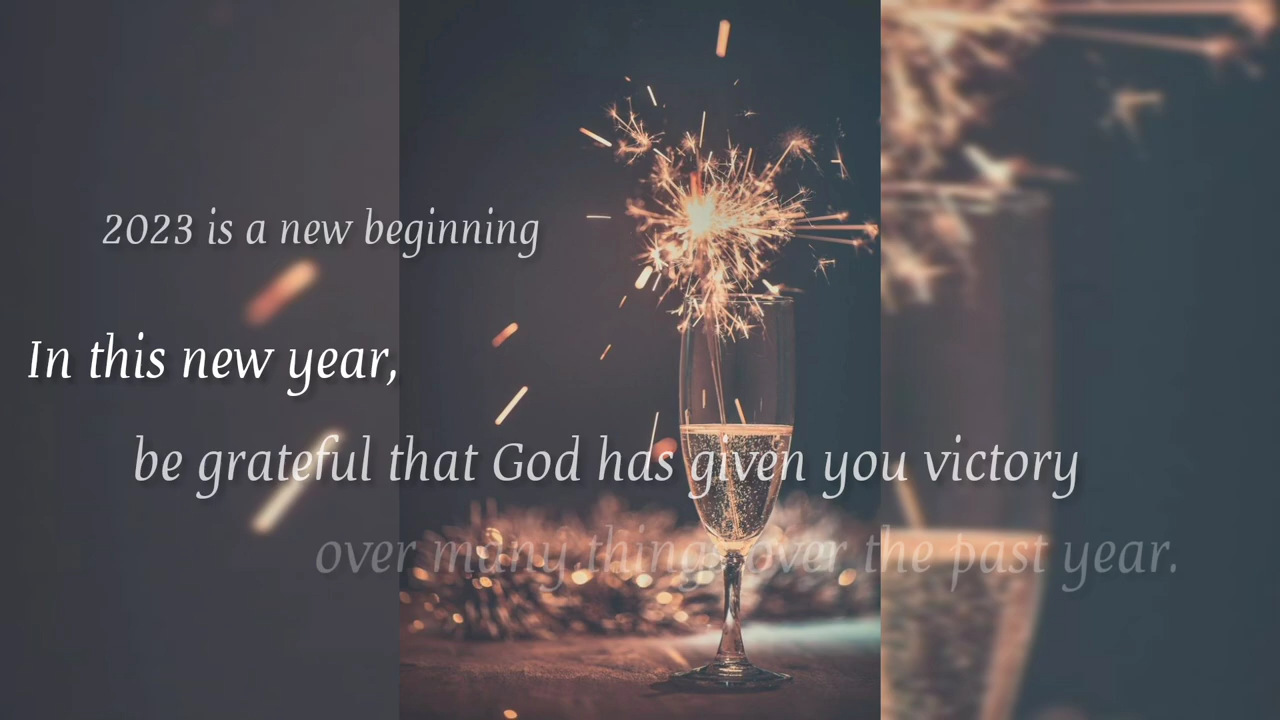 2023 is a new beginning
In this new year,
be grateful that God has given you victory
over many things over the past year.